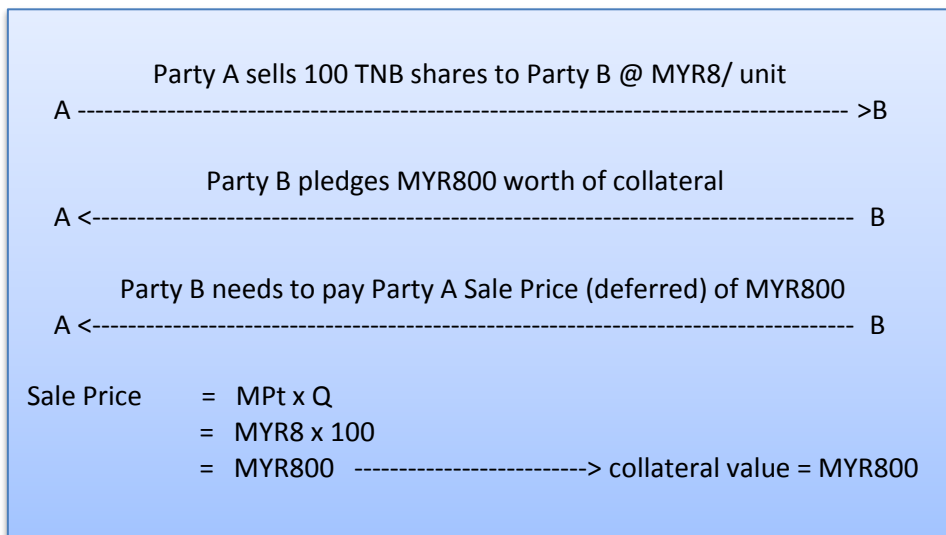 Party A sells 100 TNB shares to Party B @ MYR8/ unit
A --------------------------------------------------------------------------------------- >B
Party B pledges MYR800 worth of collateral
A <-------------------------------------------------------------------------------------- B
Party B needs to pay Party A Sale Price (deferred) of MYR800
A <-------------------------------------------------------------------------------------- B
Sale Price = MPt x Q
= MYR8 x 100
= MYR800 --------------------------> collateral value = MYR800